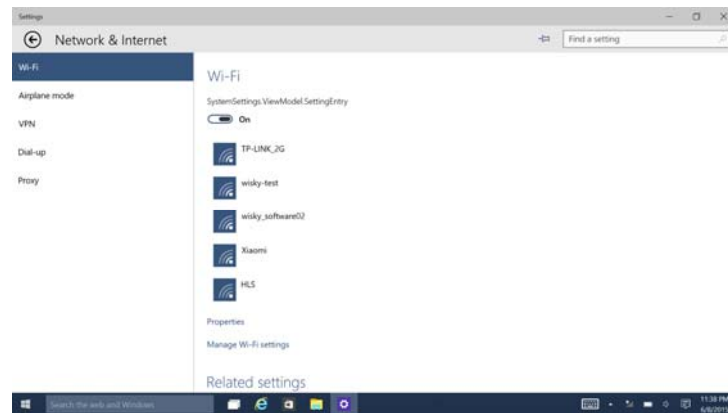 Settings
Network & Internet
Find a setting
Wi-Fi
Airplane mode
VPN
Dial-up
Proxy
Wi-Fi
SystemSettings.ViewModel.SettingEntry
On
TP-LINK_2G
wisky-test
wisky_software02
Xiaomi
HLS
Properties
Manage Wi-Fi settings
Related settings
Search the web and Windows
11:38 PM